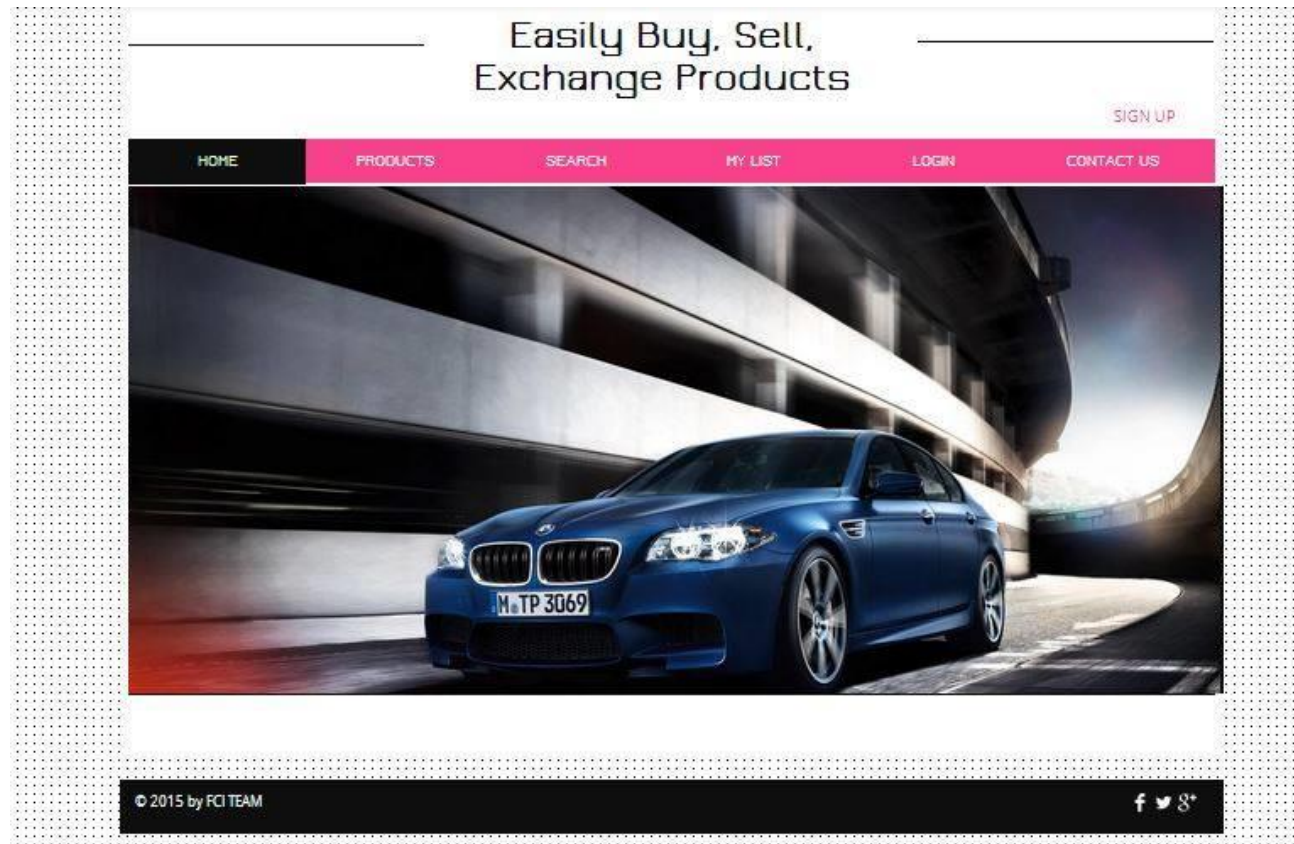 Easily Buy, Sell,
Exchange Products
SIGN UP
HOME PRODUCTS SEARCH MY LIST LOGIN CONTACT US
M TP 3069
© 2015 by FCI TEAM
f g+